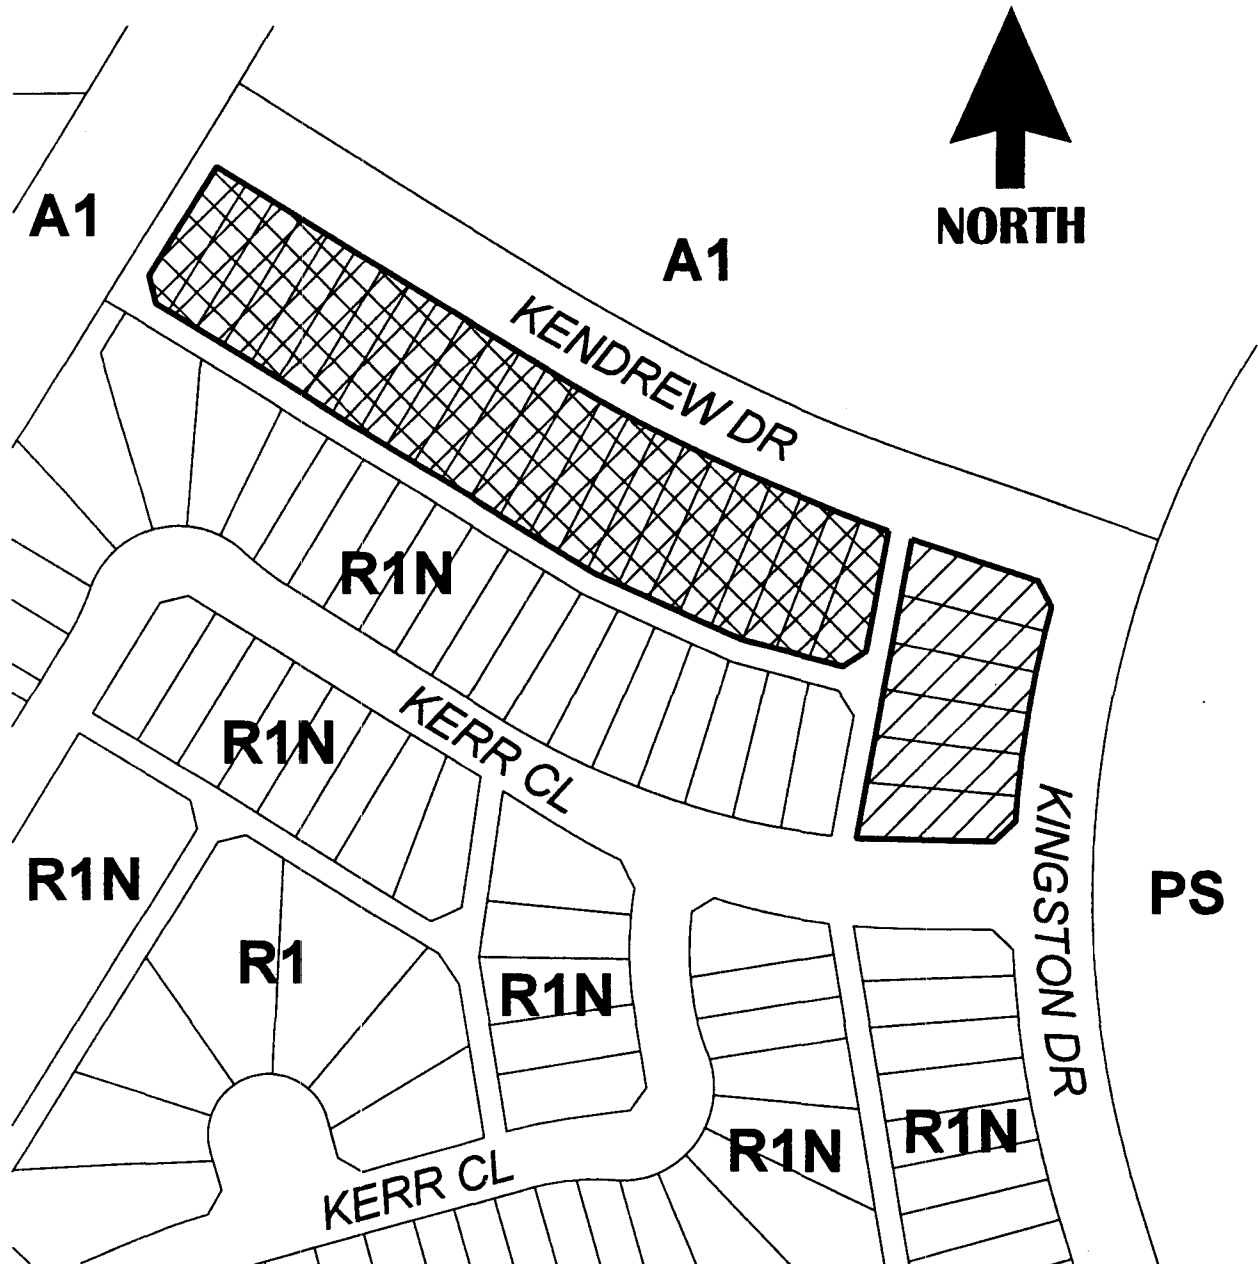 NORTH
A1
A1
KENDREW DR
R1N
KERR CL
R1N
R1N
KINGSTON DR
PS
R1
R1N
R1N
R1N
KERR CL